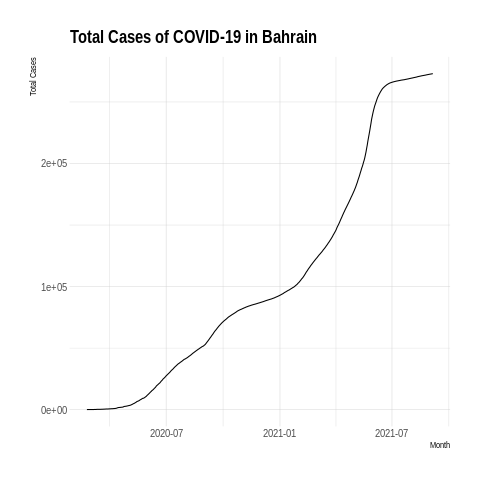 Total Cases of COVID-19 in Bahrain
Total Cases
2e+05
1e+05
0e+00
2020-07
2021-01
2021-07
Month